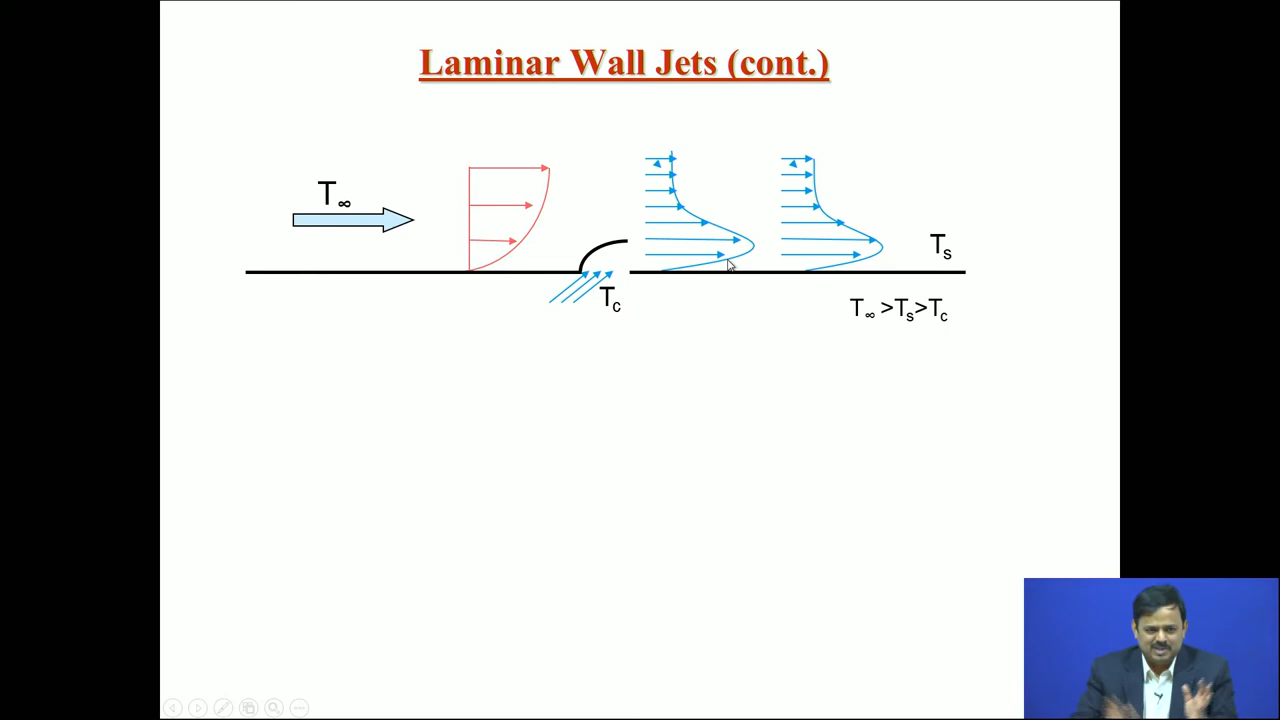 Laminar Wall Jets (cont.)
T∞
Ts
Tc
T∞ >Ts>Tc